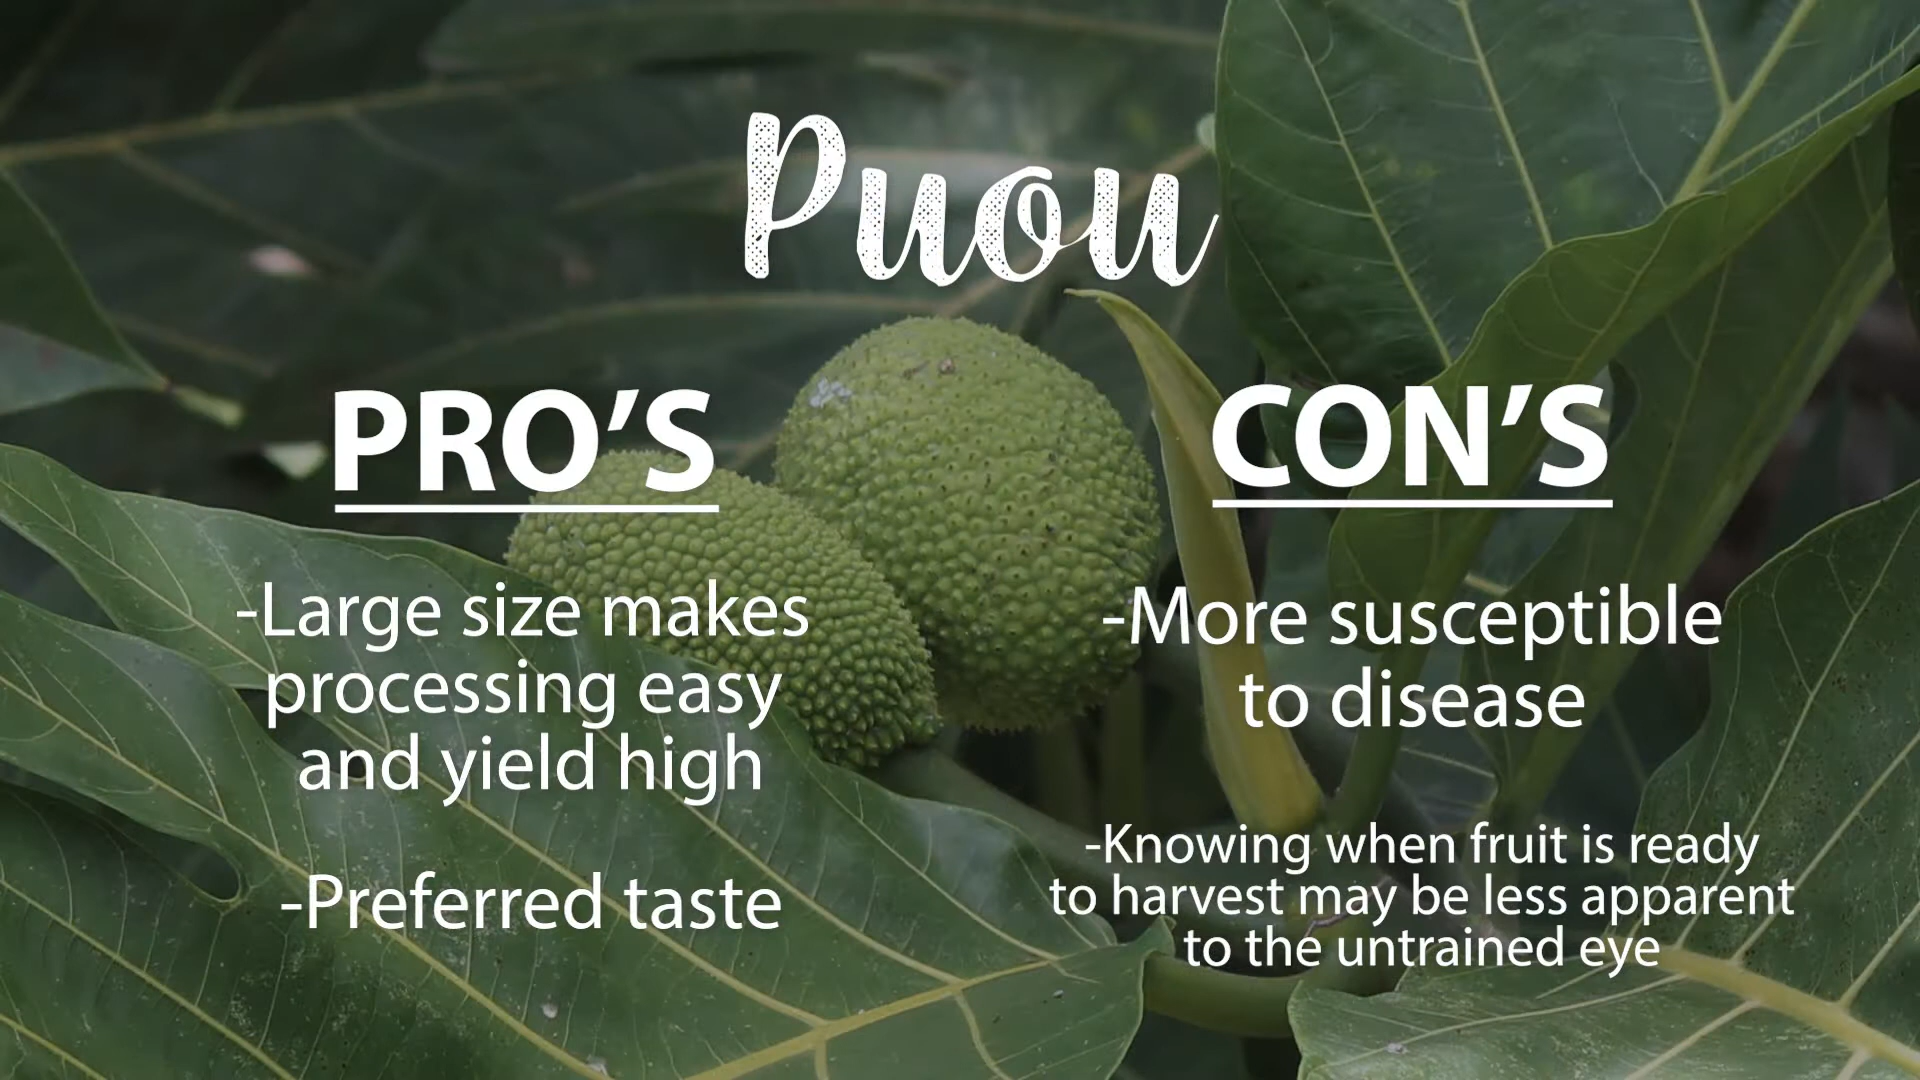 Puou
PRO’S
-Large size makes
processing easy
and yield high
-Preferred taste
CON’S
-More susceptible
to disease
-Knowing when fruit is ready
to harvest may be less apparent
to the untrained eye